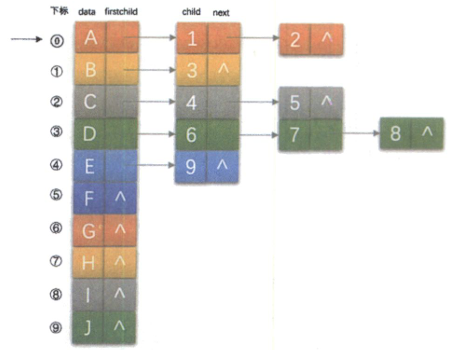 下标 data firstchild child next
⓪ A 1 2 ^
① B 3 ^
② C 4 5 ^
③ D 6 7 8 ^
④ E 9 ^
⑤ F ^
⑥ G ^
⑦ H ^
⑧ I ^
⑨ J ^